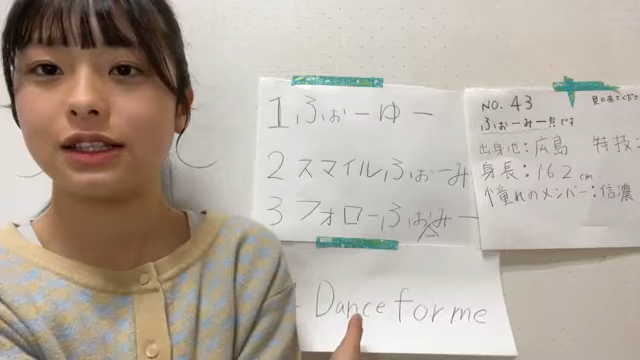 1 ふぉーゆー
2 スマイルふぉーみ
3 フォローふぉみー
Dance for me
NO. 43
ふぉーみー!! です
出身地:広島 特技:
身長:162cm
憧れのメンバー:信濃